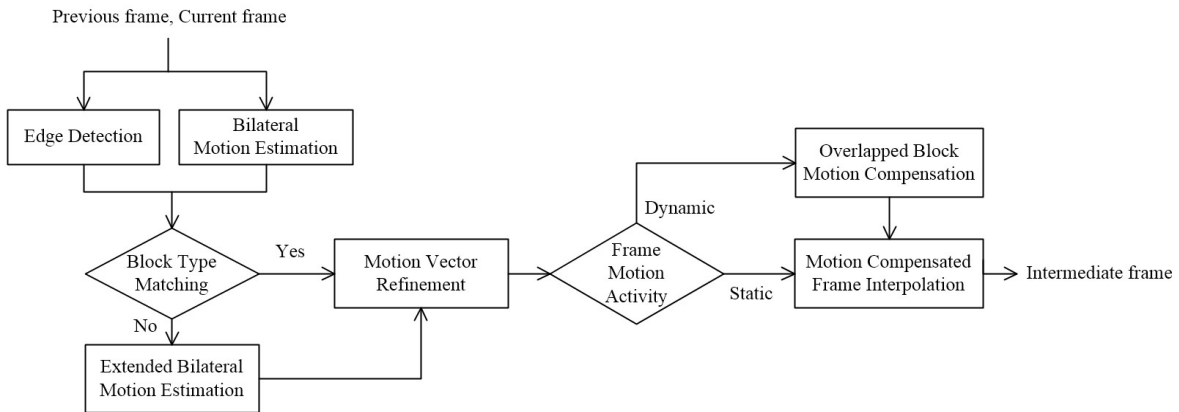 Previous frame, Current frame
Edge Detection
Bilateral
Motion Estimation
Block Type
Matching
Yes
No
Extended Bilateral
Motion Estimation
Motion Vector
Refinement
Frame
Motion
Activity
Dynamic
Static
Overlapped Block
Motion Compensation
Motion Compensated
Frame Interpolation
Intermediate frame